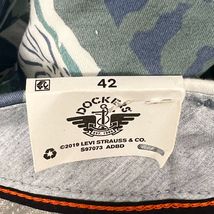 42
DOCKERS
©2019 LEVI STRAUSS & CO.
S97073 ADBD